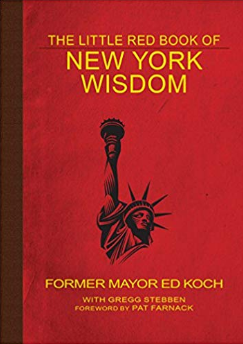 THE LITTLE RED BOOK OF
NEW YORK
WISDOM
FORMER MAYOR ED KOCH
WITH GREGG STEBBEN
FOREWORD BY PAT FARNACK